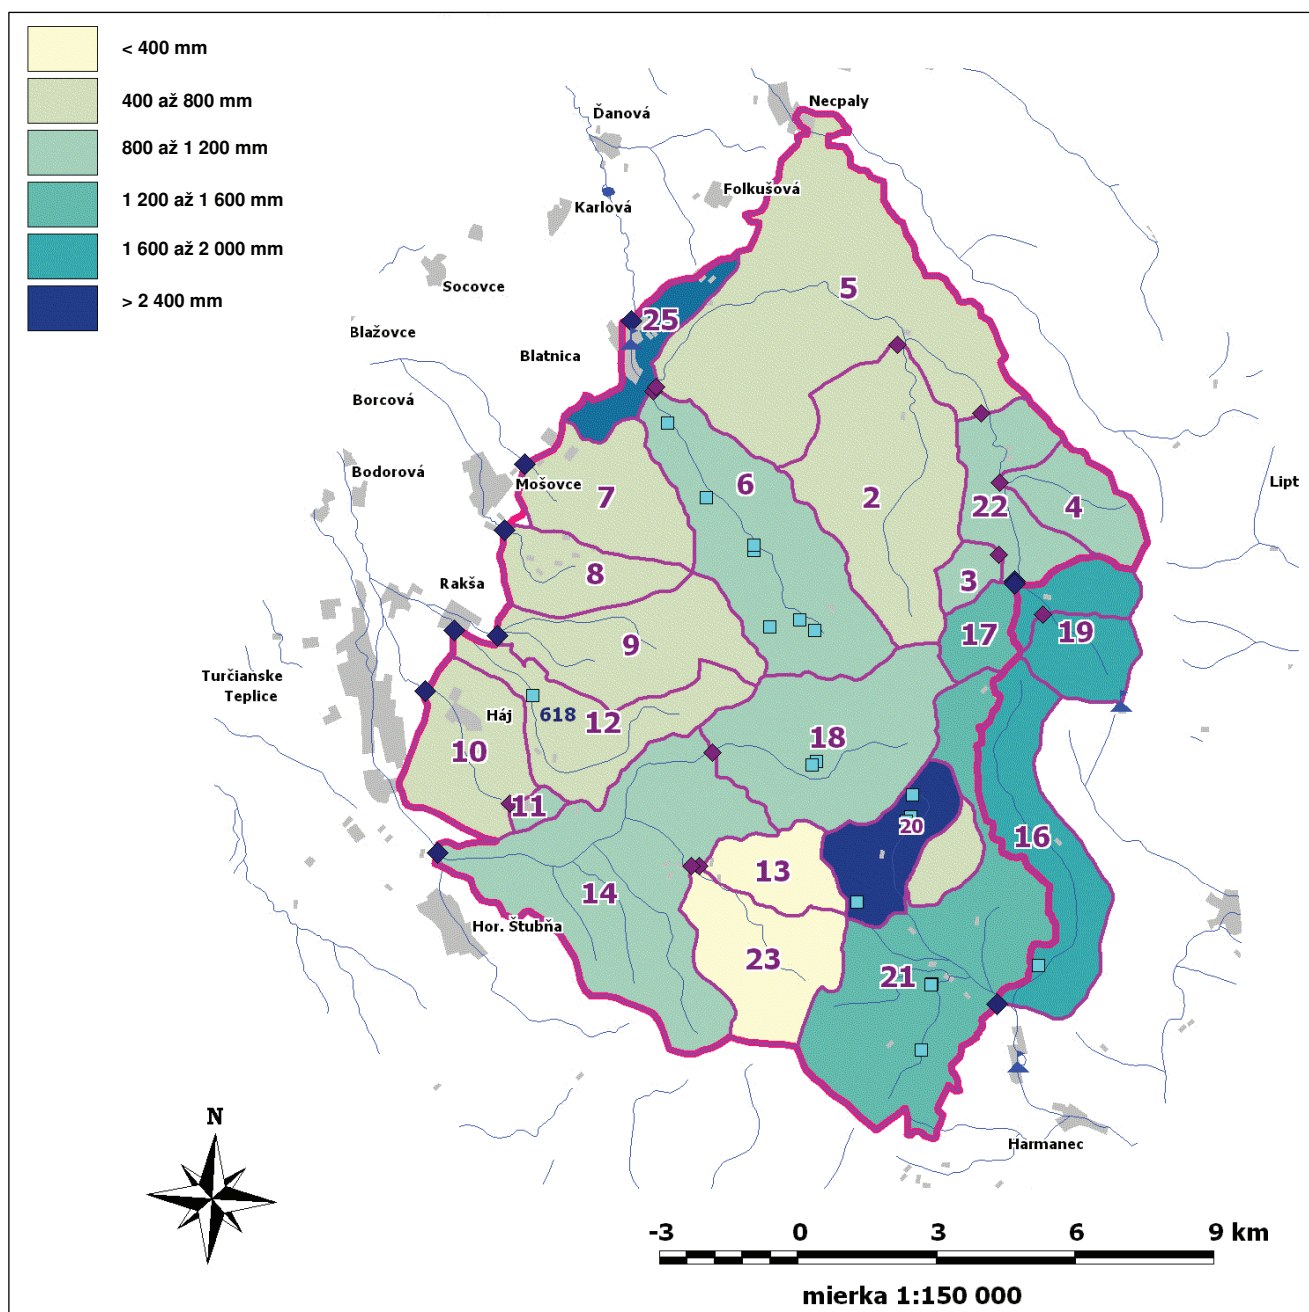 < 400 mm
400 až 800 mm
800 až 1 200 mm
1 200 až 1 600 mm
1 600 až 2 000 mm
> 2 400 mm
Necpaly
Ďanová
Folkušová
Karlová
Socovce
5
25
Blažovce
Blatnica
Borcová
Bodorová
Mošovce
Lipt
7
6
2
22
4
8
3
Rakša
9
17
19
Turčianske
Teplice
Háj
618
12
18
10
11
20
16
13
14
Hor. Štubňa
23
21
N
Harmanec
-3
0
3
6
9 km
mierka 1:150 000